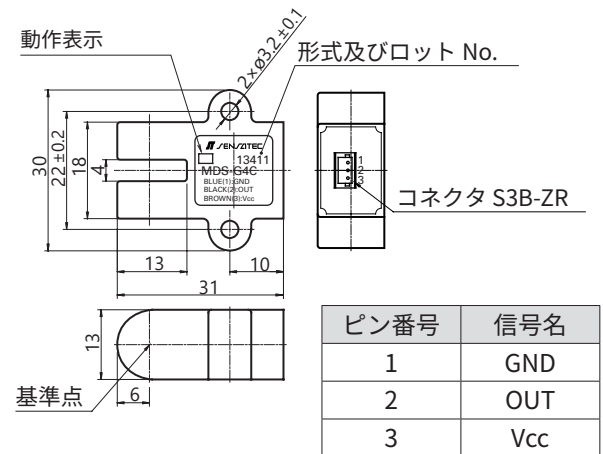 動作表示
2×ø3.2±0.1
形式及びロット No.
30
22±0.2
18
4
SENSATEC
13411
MDS-G4C
BLUE(1):GND
BLACK(2):OUT
BROWN(3):Vcc
1
2
3
コネクタ S3B-ZR
13
10
31
13
基準点
6
ピン番号 信号名
1 GND
2 OUT
3 Vcc